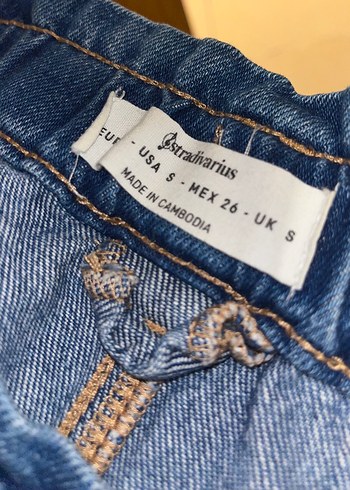 stradivarius
EUR - USA S - MEX 26 - UK S
MADE IN CAMBODIA